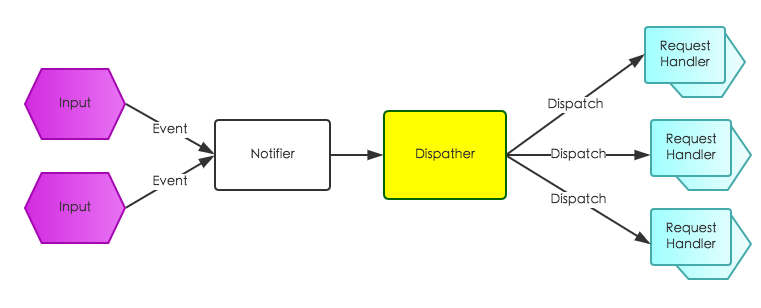 Input
Event
Input
Event
Notifier
Dispather
Dispatch
Dispatch
Dispatch
Request
Handler
Request
Handler
Request
Handler